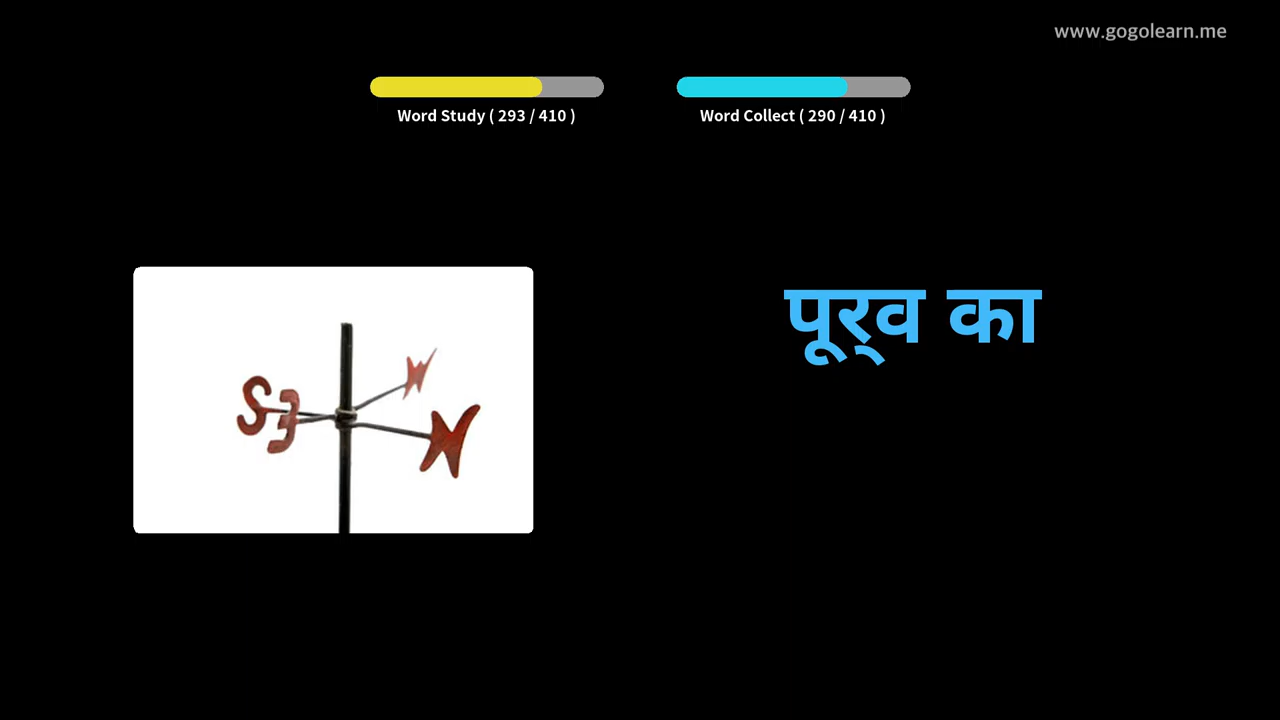 www.gogolearn.me
Word Study ( 293 / 410 )
Word Collect ( 290 / 410 )
पूर्व का
S E N W